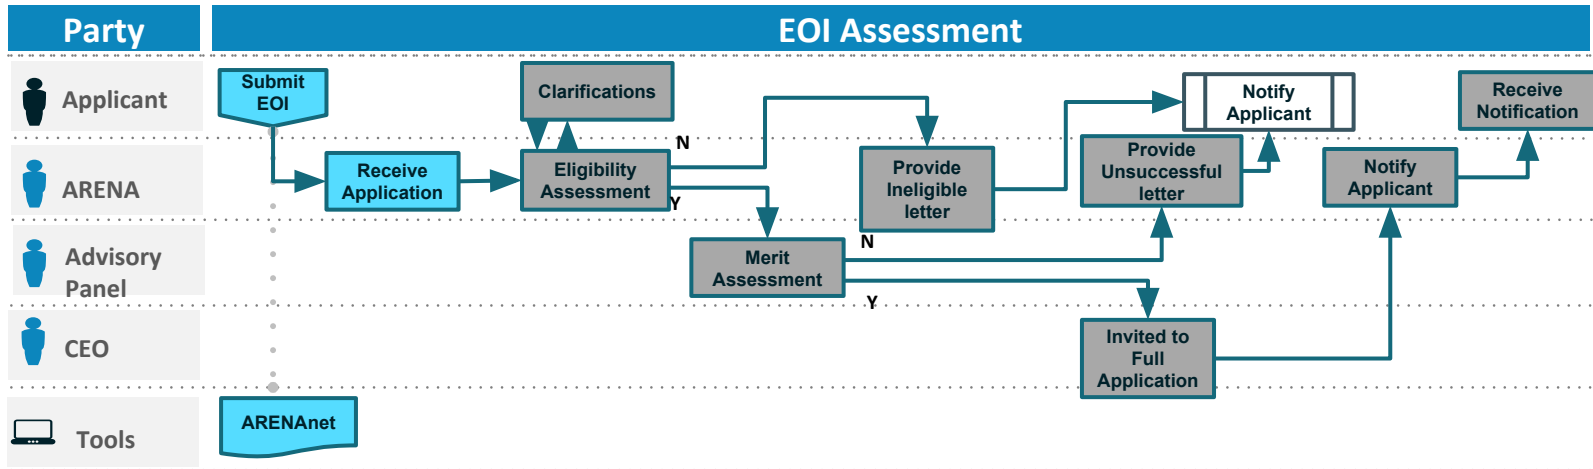 Party
EOI Assessment
Applicant
Submit
EOI
Clarifications
Notify
Applicant
Receive
Notification
ARENA
Receive
Application
Eligibility
Assessment
N
Y
Provide
Ineligible
letter
Provide
Unsuccessful
letter
Notify
Applicant
Advisory
Panel
Merit
Assessment
N
Y
CEO
Invited to
Full
Application
Tools
ARENAnet